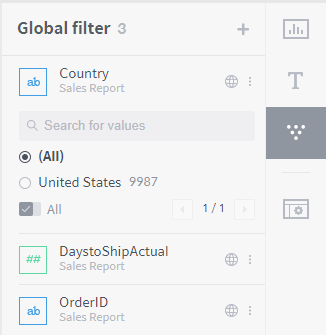 Global filter 3
ab Country
Sales Report
Search for values
(All)
United States 9987
All
1 / 1
## DaystoShipActual
Sales Report
ab OrderID
Sales Report
T